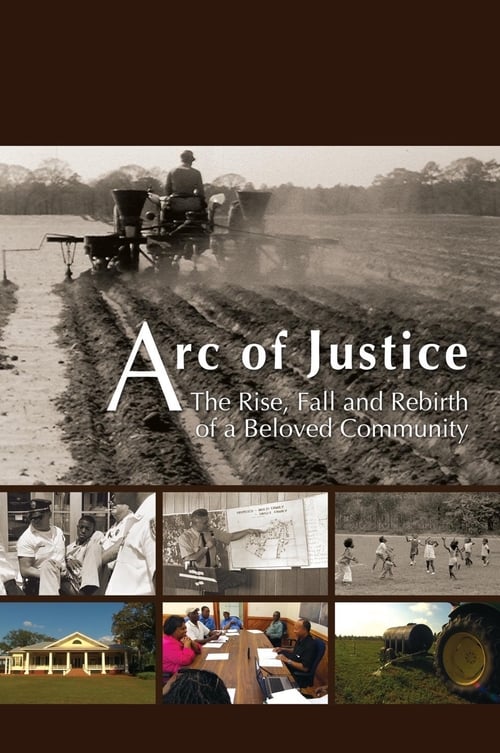 Arc of Justice
The Rise, Fall and Rebirth
of a Beloved Community